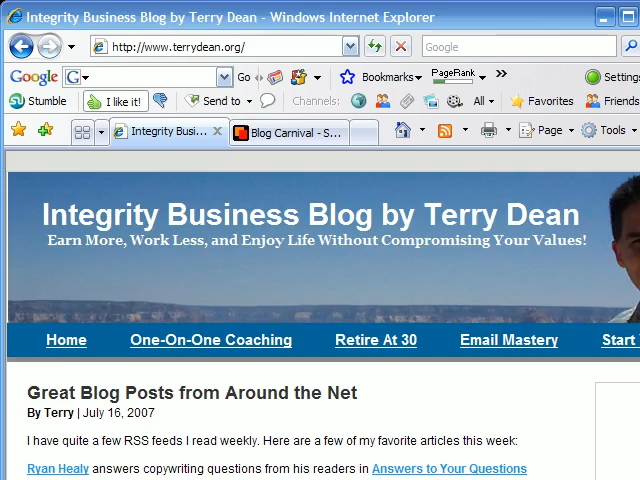 Integrity Business Blog by Terry Dean - Windows Internet Explorer
http://www.terrydean.org/
Google
Google G Go Bookmarks PageRank » Settings
Stumble I like it! Send to Channels: All Favorites Friends
Integrity Busi... Blog Carnival - S... Page Tools
Integrity Business Blog by Terry Dean
Earn More, Work Less, and Enjoy Life Without Compromising Your Values!
Home One-On-One Coaching Retire At 30 Email Mastery Start
Great Blog Posts from Around the Net
By Terry | July 16, 2007
I have quite a few RSS feeds I read weekly. Here are a few of my favorite articles this week:
Ryan Healy answers copywriting questions from his readers in Answers to Your Questions